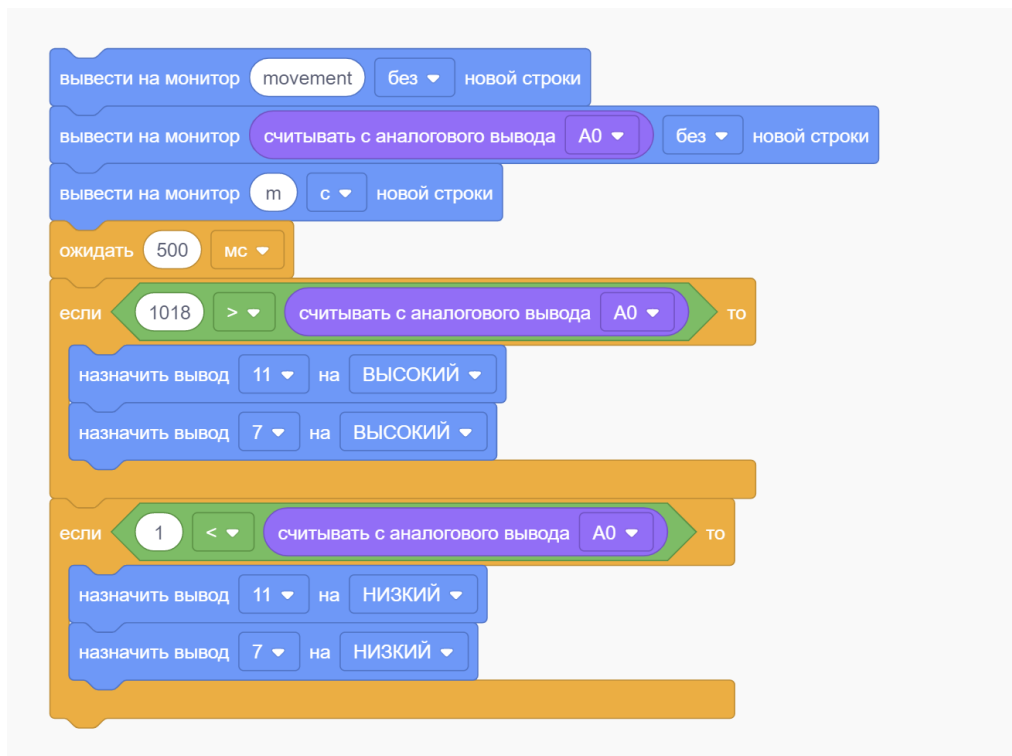 вывести на монитор movement без новой строки
вывести на монитор считывать с аналогового вывода A0 без новой строки
вывести на монитор m с новой строки
ожидать 500 мс
если 1018 > считывать с аналогового вывода A0 то
назначить вывод 11 на ВЫСОКИЙ
назначить вывод 7 на ВЫСОКИЙ
если 1 < считывать с аналогового вывода A0 то
назначить вывод 11 на НИЗКИЙ
назначить вывод 7 на НИЗКИЙ